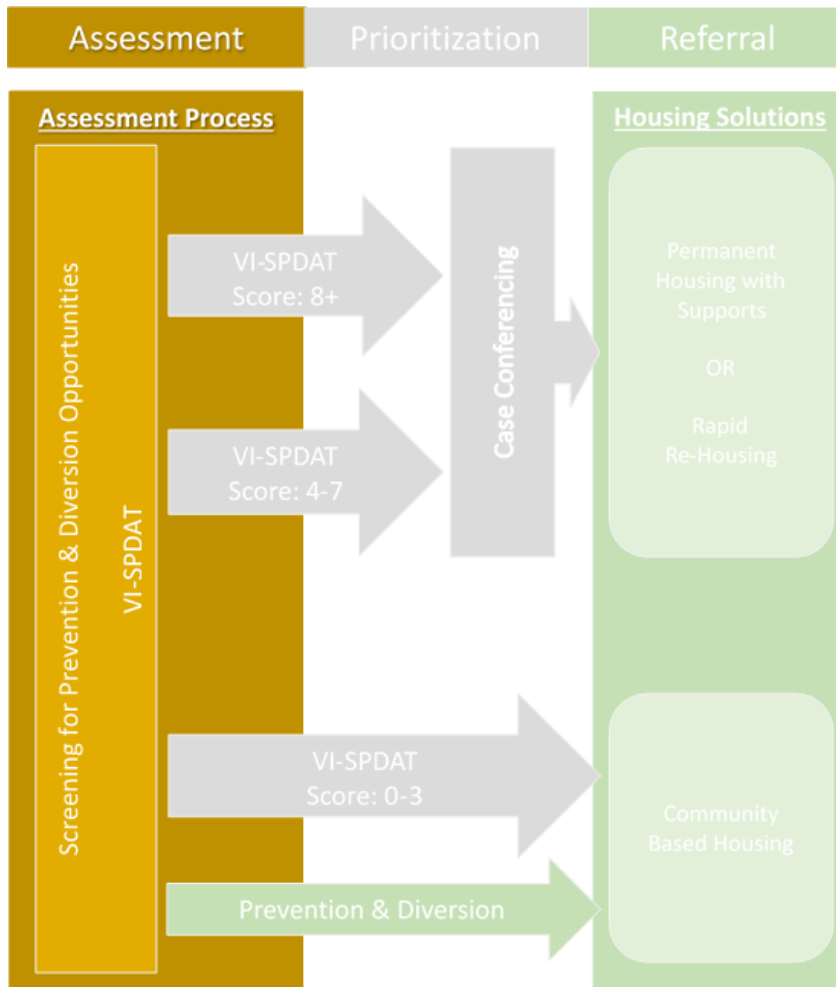 Assessment
Prioritization
Referral
Assessment Process
Screening for Prevention & Diversion Opportunities
VI-SPDAT
VI-SPDAT
Score: 8+
VI-SPDAT
Score: 4-7
Case Conferencing
Housing Solutions
Permanent
Housing with
Supports
OR
Rapid
Re-Housing
VI-SPDAT
Score: 0-3
Prevention & Diversion
Community
Based Housing